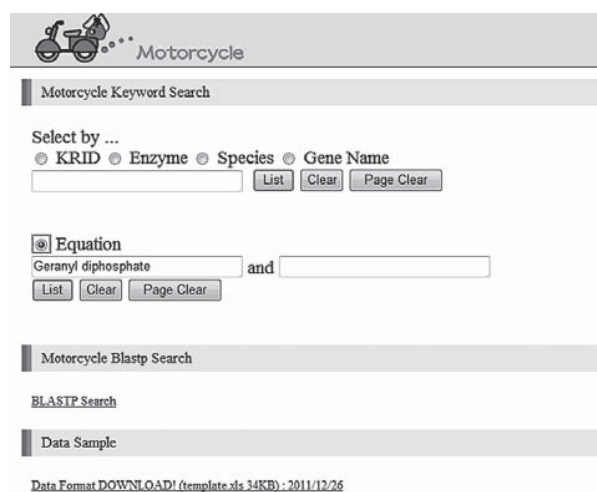 Motorcycle
Motorcycle Keyword Search
Select by ...
KRID Enzyme Species Gene Name
List Clear Page Clear
Equation
Geranyl diphosphate and
List Clear Page Clear
Motorcycle Blastp Search
BLASTP Search
Data Sample
Data Format DOWNLOAD! (template.xls 34KB) : 2011/12/26